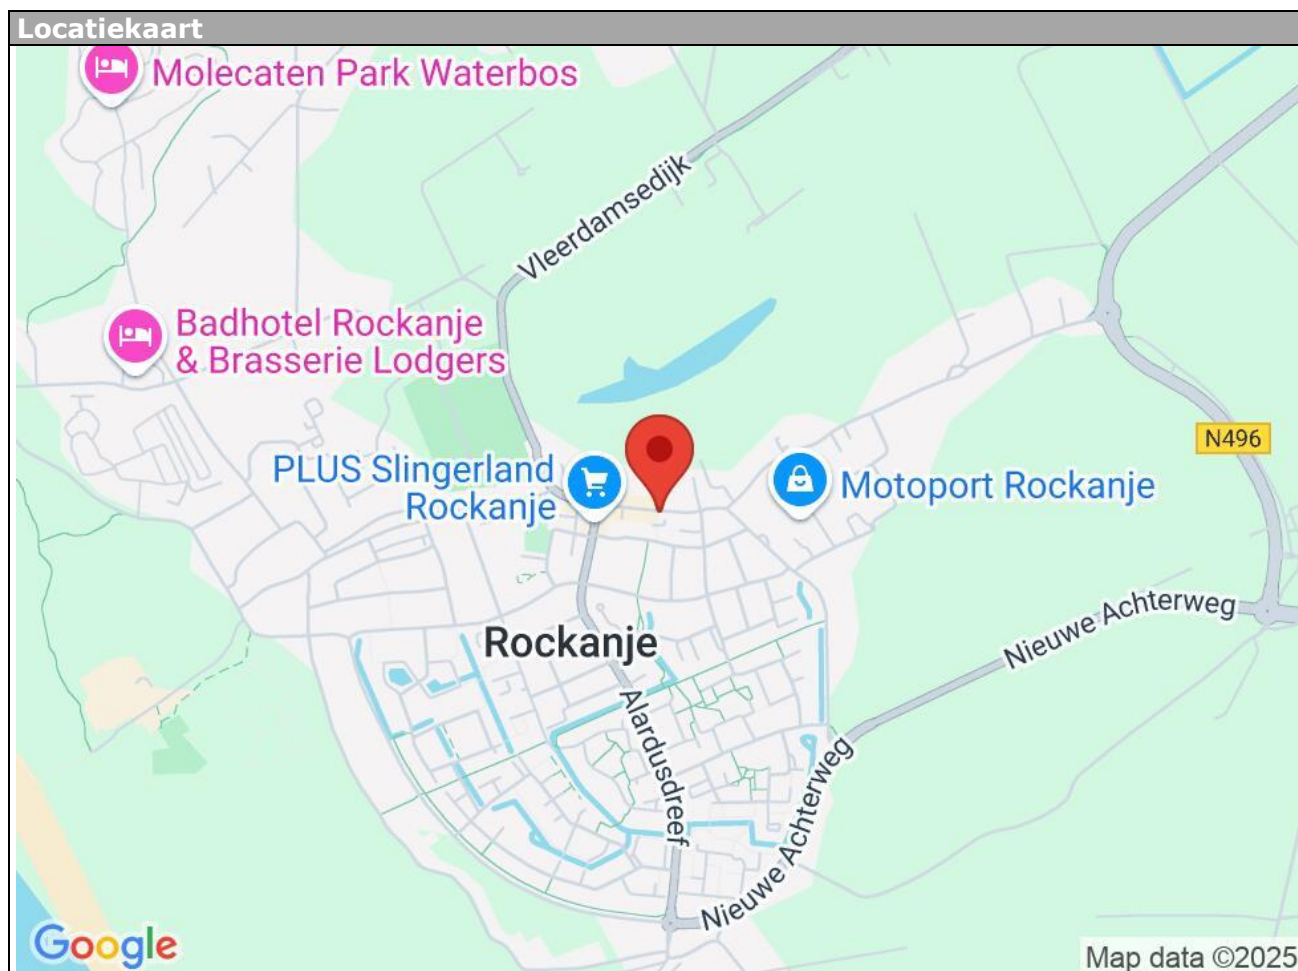 Locatiekaart
Molecaten Park Waterbos
Vleerdamsedijk
Badhotel Rockanje
& Brasserie Lodgers
N496
PLUS Slingerland
Rockanje
Motoport Rockanje
Nieuwe Achterweg
Rockanje
Alardusdreef
Nieuwe Achterweg
Google
Map data ©2025